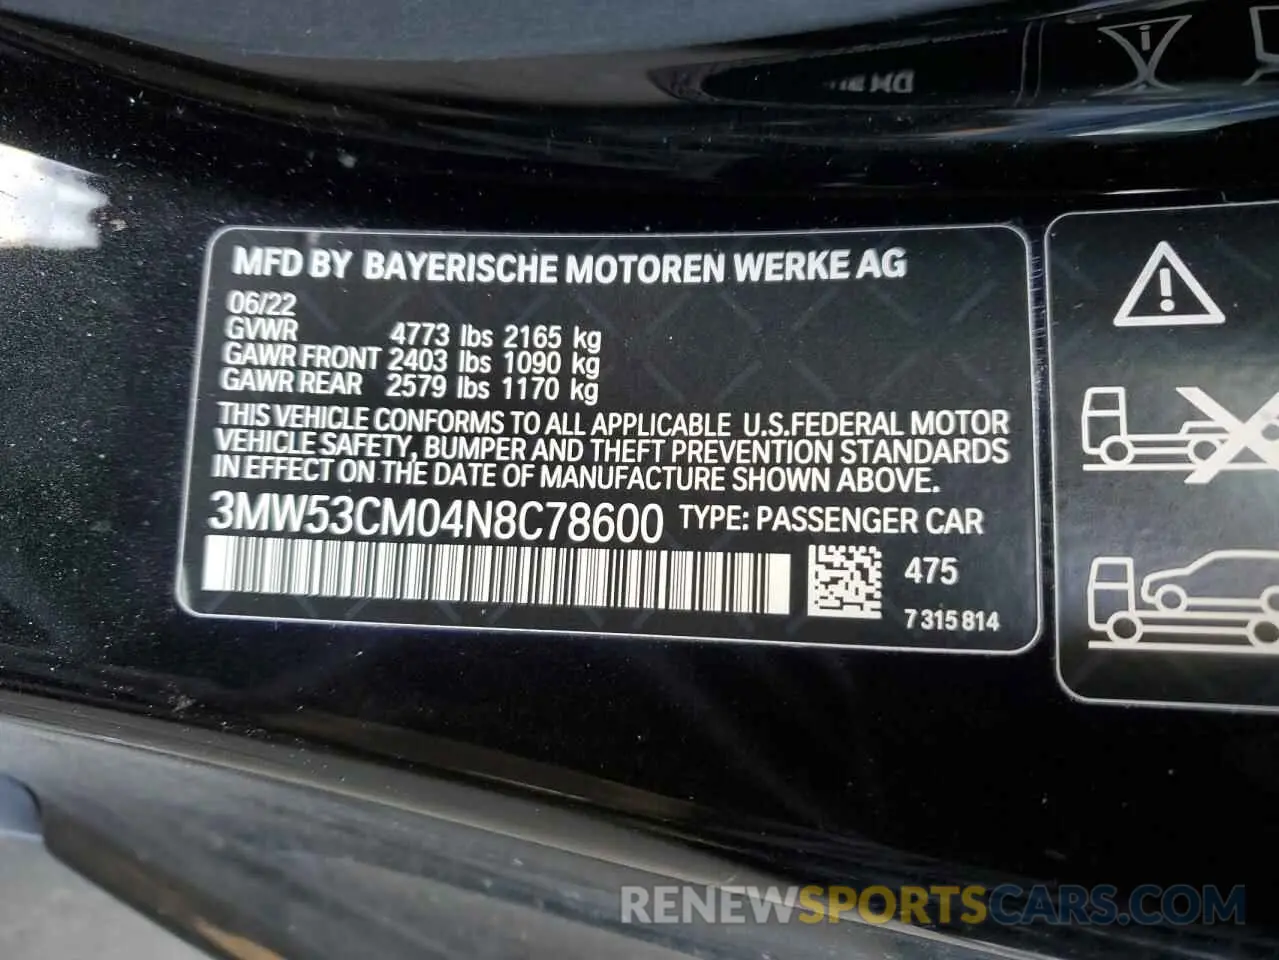 MFD BY BAYERISCHE MOTOREN WERKE AG
06/22
GVWR 4773 lbs 2165 kg
GAWR FRONT 2403 lbs 1090 kg
GAWR REAR 2579 lbs 1170 kg
THIS VEHICLE CONFORMS TO ALL APPLICABLE U.S.FEDERAL MOTOR
VEHICLE SAFETY, BUMPER AND THEFT PREVENTION STANDARDS
IN EFFECT ON THE DATE OF MANUFACTURE SHOWN ABOVE.
3MW53CM04N8C78600 TYPE: PASSENGER CAR
475
7 315 814
RENEWSPORTSCARS.COM